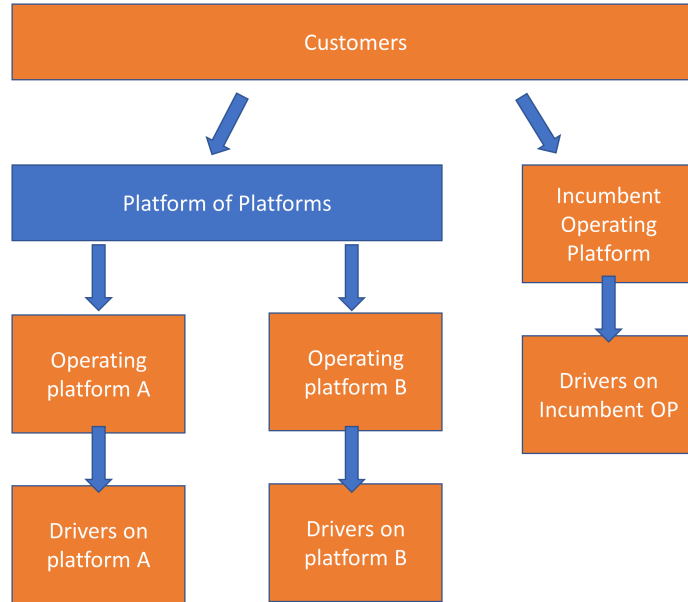 Customers
Platform of Platforms
Incumbent
Operating
Platform
Operating
platform A
Operating
platform B
Drivers on
Incumbent OP
Drivers on
platform A
Drivers on
platform B